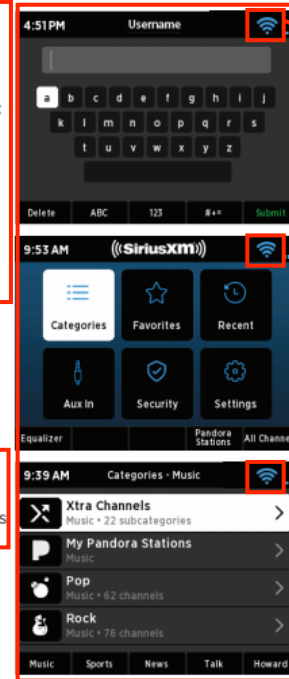 4:51 PM Username
a b c d e f g h i j
k l m n o p q r s
t u v w x y z
Delete ABC 123 #+= Submit
9:53 AM ((SiriusXM))
Categories Favorites Recent
Aux In Security Settings
Equalizer Pandora Stations All Channe
9:39 AM Categories - Music
Xtra Channels
Music • 22 subcategories
My Pandora Stations
Music
Pop
Music • 62 channels
Rock
Music • 76 channels
Music Sports News Talk Howard
s